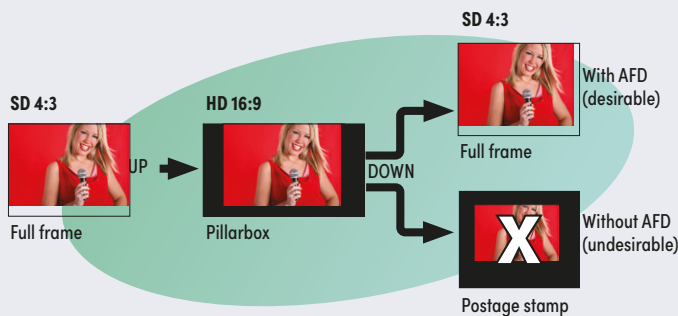 SD 4:3
SD 4:3
HD 16:9
With AFD
(desirable)
UP
DOWN
Full frame
Full frame
Pillarbox
X
Without AFD
(undesirable)
Postage stamp